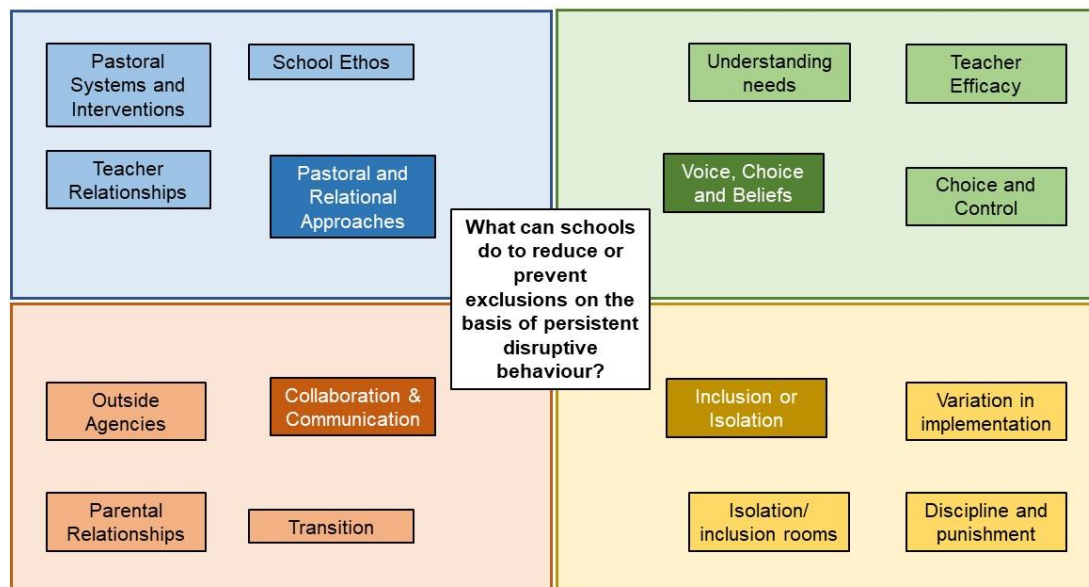 Pastoral
Systems and
Interventions
School Ethos
Teacher
Relationships
Pastoral and
Relational
Approaches
Understanding
needs
Teacher
Efficacy
Voice, Choice
and Beliefs
Choice and
Control
What can schools
do to reduce or
prevent
exclusions on the
basis of persistent
disruptive
behaviour?
Outside
Agencies
Collaboration &
Communication
Parental
Relationships
Transition
Inclusion or
Isolation
Variation in
implementation
Isolation/
inclusion rooms
Discipline and
punishment